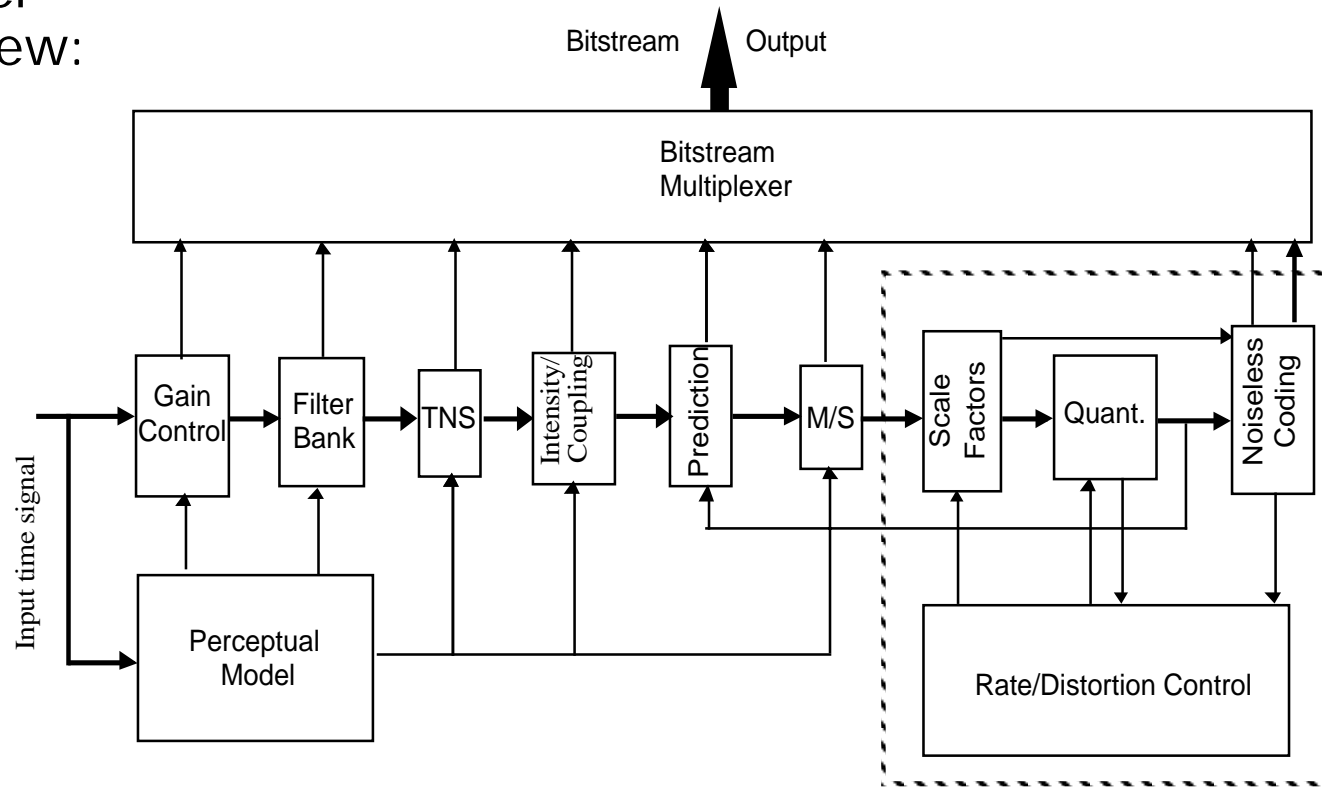 ew:
Bitstream Output
Bitstream
Multiplexer
Gain
Control
Filter
Bank
TNS
Intensity/
Coupling
Prediction
M/S
Scale
Factors
Quant.
Noiseless
Coding
Input time signal
Perceptual
Model
Rate/Distortion Control